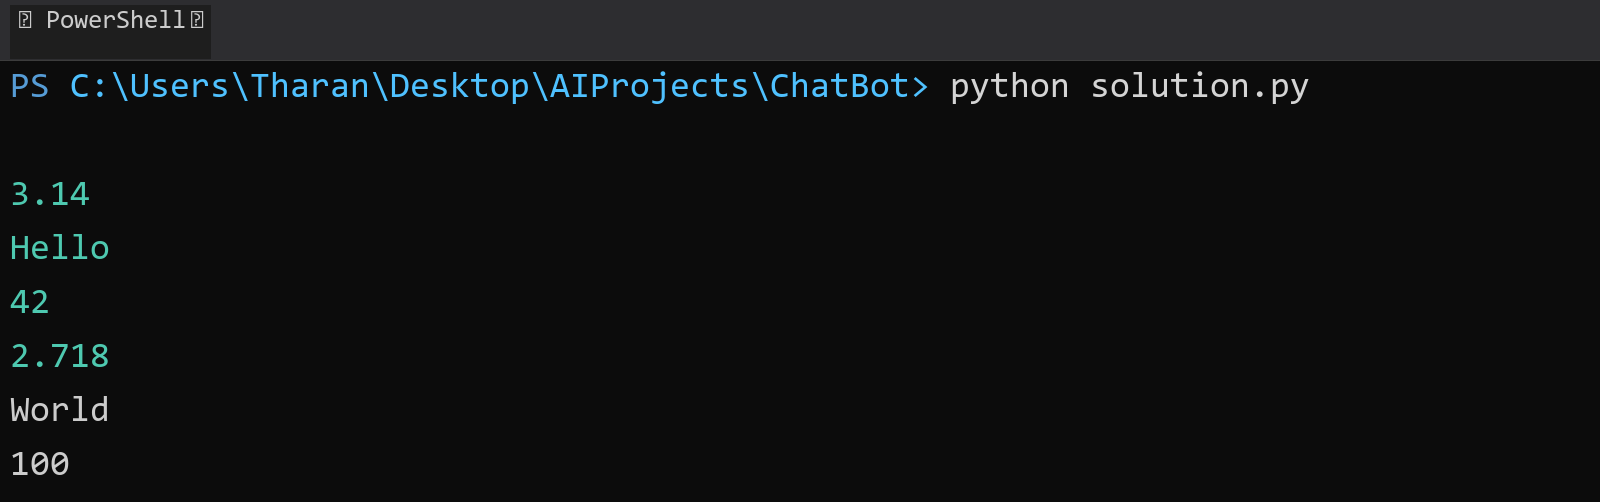 PowerShell
PS C:\Users\Tharan\Desktop\AIProjects\ChatBot> python solution.py
3.14
Hello
42
2.718
World
100